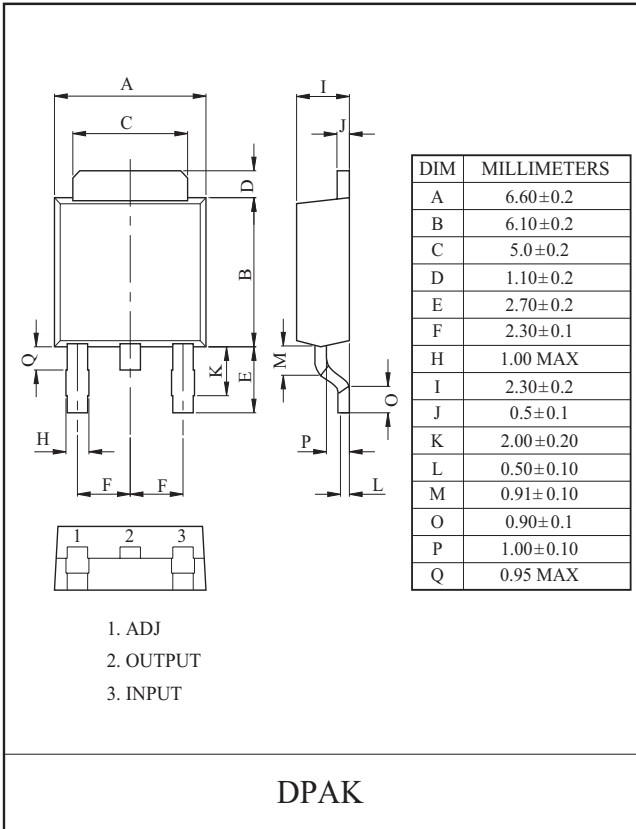 A
C
I
J
D
B
Q
K
E
M
O
H
P
F F
L
1 2 3
1. ADJ
2. OUTPUT
3. INPUT
DIM MILLIMETERS
A 6.60±0.2
B 6.10±0.2
C 5.0±0.2
D 1.10±0.2
E 2.70±0.2
F 2.30±0.1
H 1.00 MAX
I 2.30±0.2
J 0.5±0.1
K 2.00±0.20
L 0.50±0.10
M 0.91±0.10
O 0.90±0.1
P 1.00±0.10
Q 0.95 MAX
DPAK